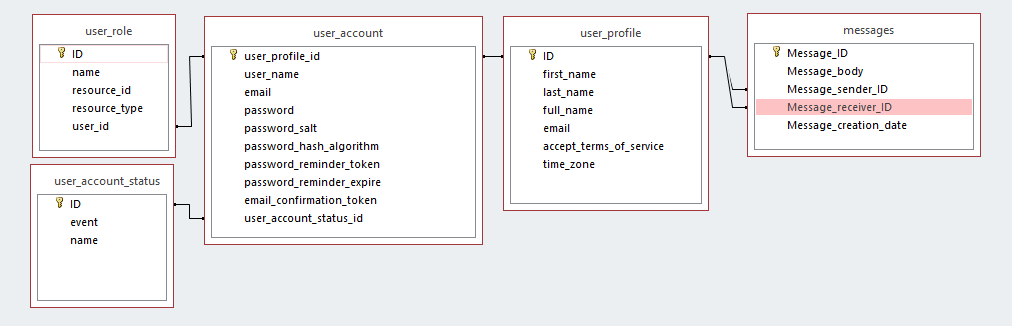 user_role
ID
name
resource_id
resource_type
user_id
user_account_status
ID
event
name
user_account
user_profile_id
user_name
email
password
password_salt
password_hash_algorithm
password_reminder_token
password_reminder_expire
email_confirmation_token
user_account_status_id
user_profile
ID
first_name
last_name
full_name
email
accept_terms_of_service
time_zone
messages
Message_ID
Message_body
Message_sender_ID
Message_receiver_ID
Message_creation_date